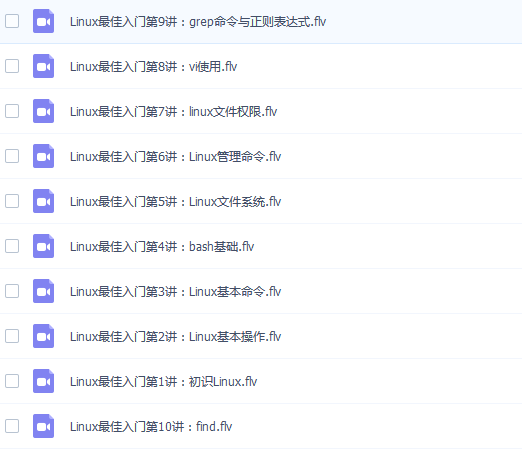 Linux最佳入门第9讲：grep命令与正则表达式.flv
Linux最佳入门第8讲：vi使用.flv
Linux最佳入门第7讲：linux文件权限.flv
Linux最佳入门第6讲：Linux管理命令.flv
Linux最佳入门第5讲：Linux文件系统.flv
Linux最佳入门第4讲：bash基础.flv
Linux最佳入门第3讲：Linux基本命令.flv
Linux最佳入门第2讲：Linux基本操作.flv
Linux最佳入门第1讲：初识Linux.flv
Linux最佳入门第10讲：find.flv